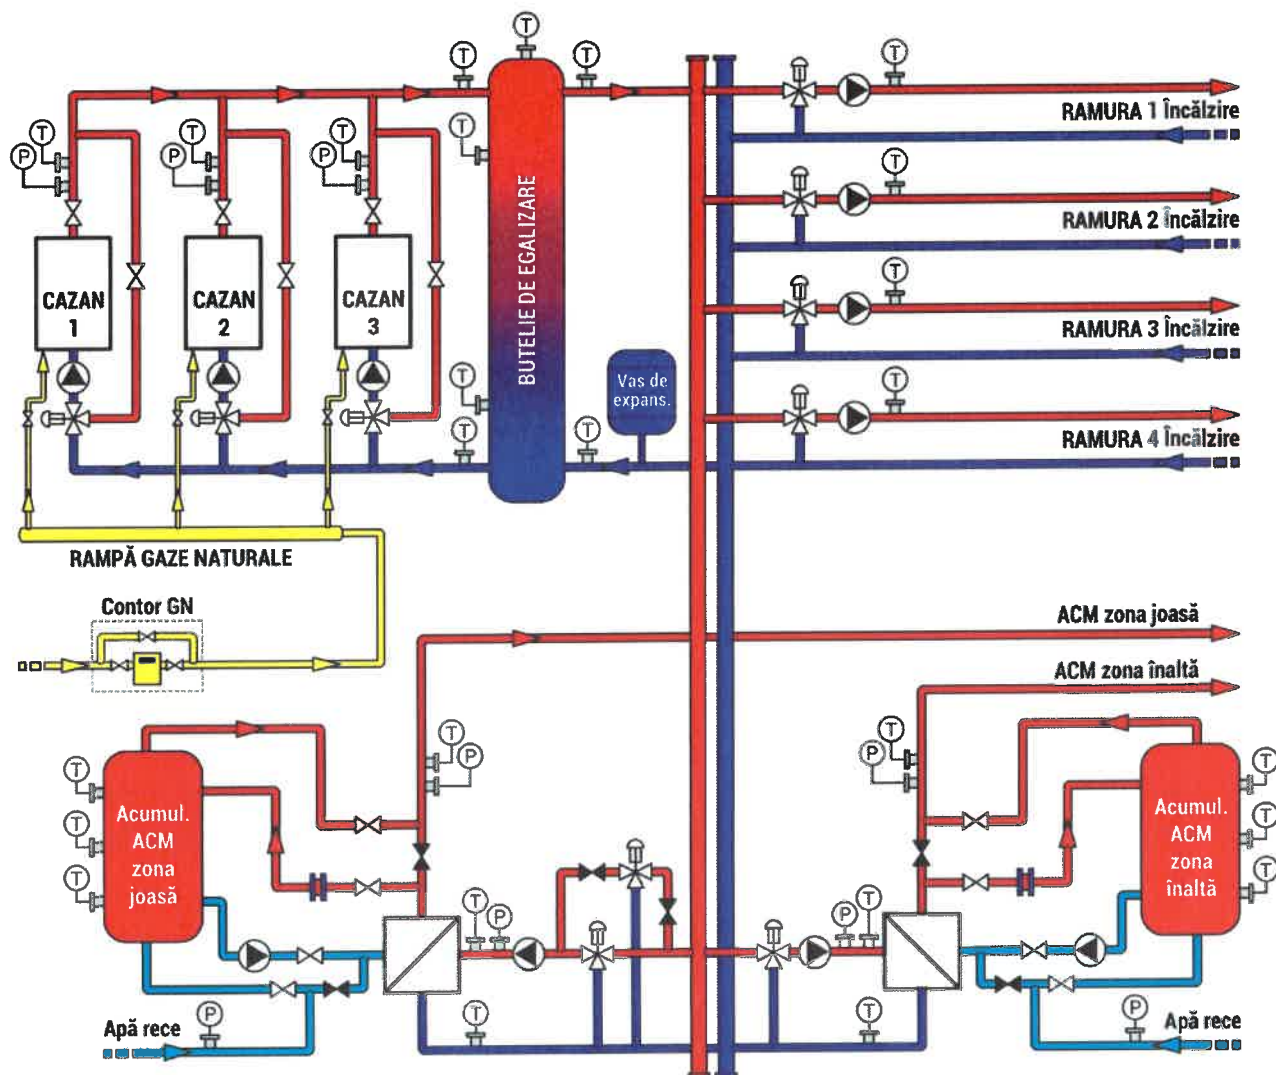 T
T
T
T
RAMURA 1 Încălzire
T
T
T
T
P
P
P
T
T
RAMURA 2 Încălzire
CAZAN
1
CAZAN
2
CAZAN
3
BUTELIE DE EGALIZARE
T
RAMURA 3 Încălzire
Vas de
expans.
T
T
T
T
T
RAMURA 4 Încălzire
RAMPĂ GAZE NATURALE
Contor GN
ACM zona joasă
ACM zona înaltă
T
P
T
P
T
T
T
Acumul.
ACM
zona
joasă
Acumul.
ACM
zona
înaltă
T
T
T
T
P
P
T
T
T
P
P
Apă rece
Apă rece